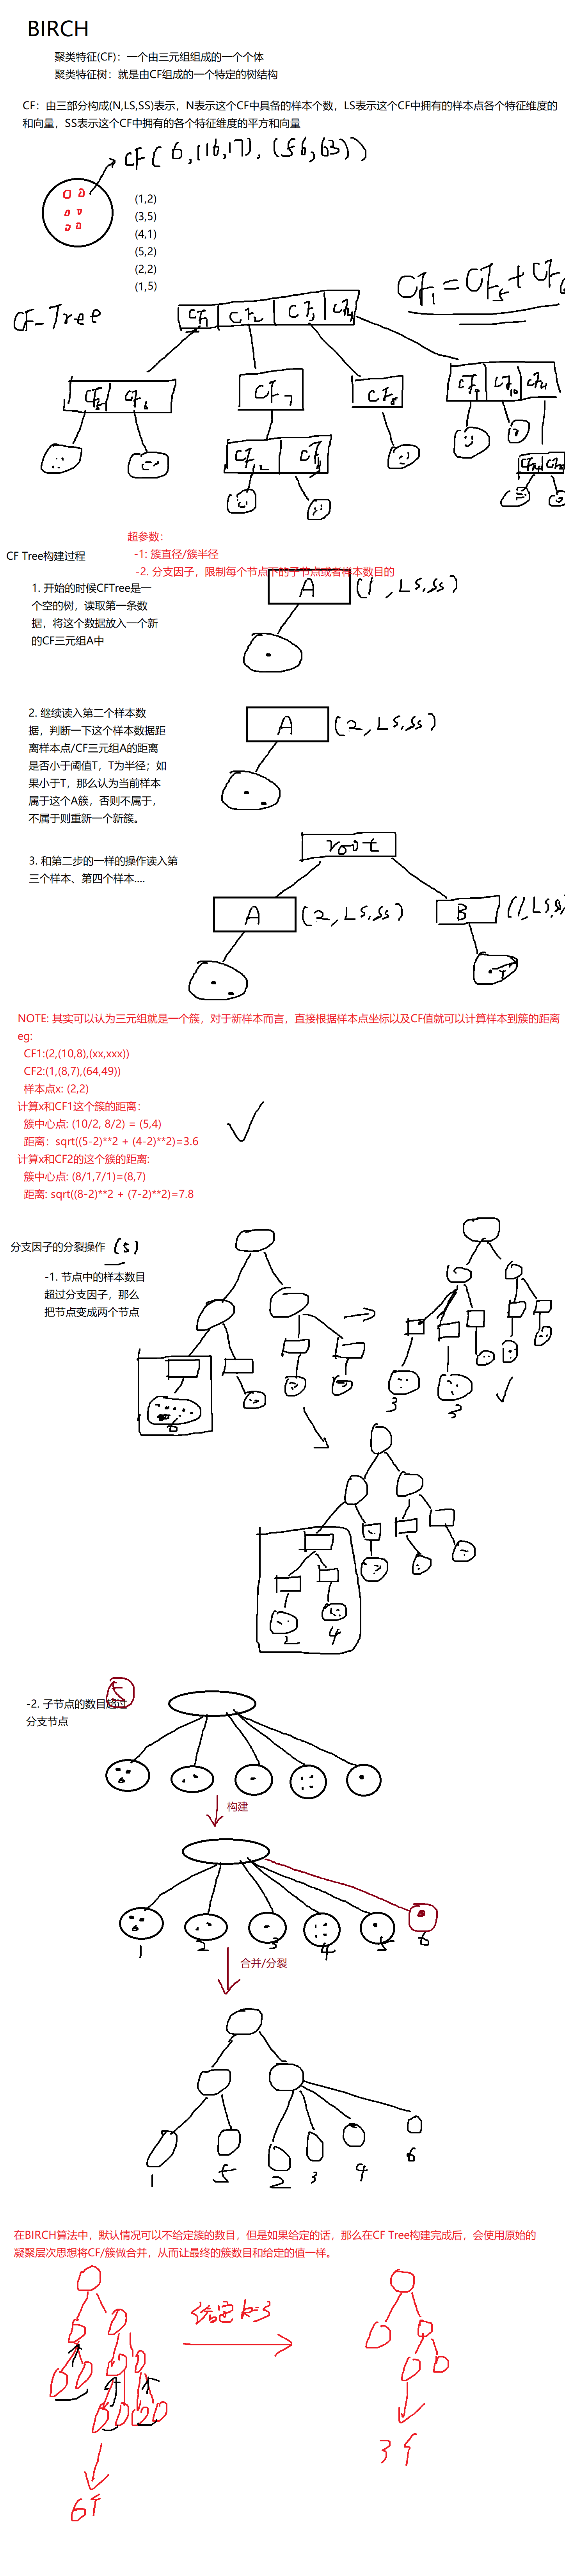 BIRCH
聚类特征(CF)：一个由三元组组成的一个个体
聚类特征树：就是由CF组成的一个特定的树结构
CF：由三部分构成(N,LS,SS)表示，N表示这个CF中具备的样本个数，LS表示这个CF中拥有的样本点各个特征维度的
和向量，SS表示这个CF中拥有的各个特征维度的平方和向量
CF(6,(16,17),(56,63))
(1,2)
(3,5)
(4,1)
(5,2)
(2,2)
(1,5)
CF1=CF5+CF6
CF-Tree
CF1 CF2 CF3 CF4
CF5 CF6
CF7
CF8
CF9 CF10 CF11
CF12
超参数：
-1: 簇直径/簇半径
-2. 分支因子，限制每个节点下的子节点或者样本数目的
CF Tree构建过程
1. 开始的时候CFTree是一
个空的树，读取第一条数
据，将这个数据放入一个新
的CF三元组A中
A (1,LS,SS)
2. 继续读入第二个样本数
据，判断一下这个样本数据距
离样本点/CF三元组A的距离
是否小于阈值T，T为半径；如
果小于T，那么认为当前样本
属于这个A簇，否则不属于，
不属于则重新一个新簇。
A (2,LS,SS)
3. 和第二步的一样的操作读入第
三个样本、第四个样本....
root
A (2,LS,SS)
B (1,LS,SS)
NOTE: 其实可以认为三元组就是一个簇，对于新样本而言，直接根据样本点坐标以及CF值就可以计算样本到簇的距离
eg:
CF1:(2,(10,8),(xx,xxx))
CF2:(1,(8,7),(64,49))
样本点x: (2,2)
计算x和CF1这个簇的距离：
簇中心点: (10/2, 8/2) = (5,4)
距离：sqrt((5-2)**2 + (4-2)**2)=3.6
计算x和CF2的这个簇的距离:
簇中心点: (8/1,7/1)=(8,7)
距离: sqrt((8-2)**2 + (7-2)**2)=7.8
分支因子的分裂操作 (5)
-1. 节点中的样本数目
超过分支因子，那么
把节点变成两个节点
6
3
3
2
4
5
-2. 子节点的数目超过
分支节点
构建
1 2 3 4 5 6
合并/分裂
1 5 2 3 4 6
在BIRCH算法中，默认情况可以不给定簇的数目，但是如果给定的话，那么在CF Tree构建完成后，会使用原始的
凝聚层次思想将CF/簇做合并，从而让最终的簇数目和给定的值一样。
给定k=3
3个
6个